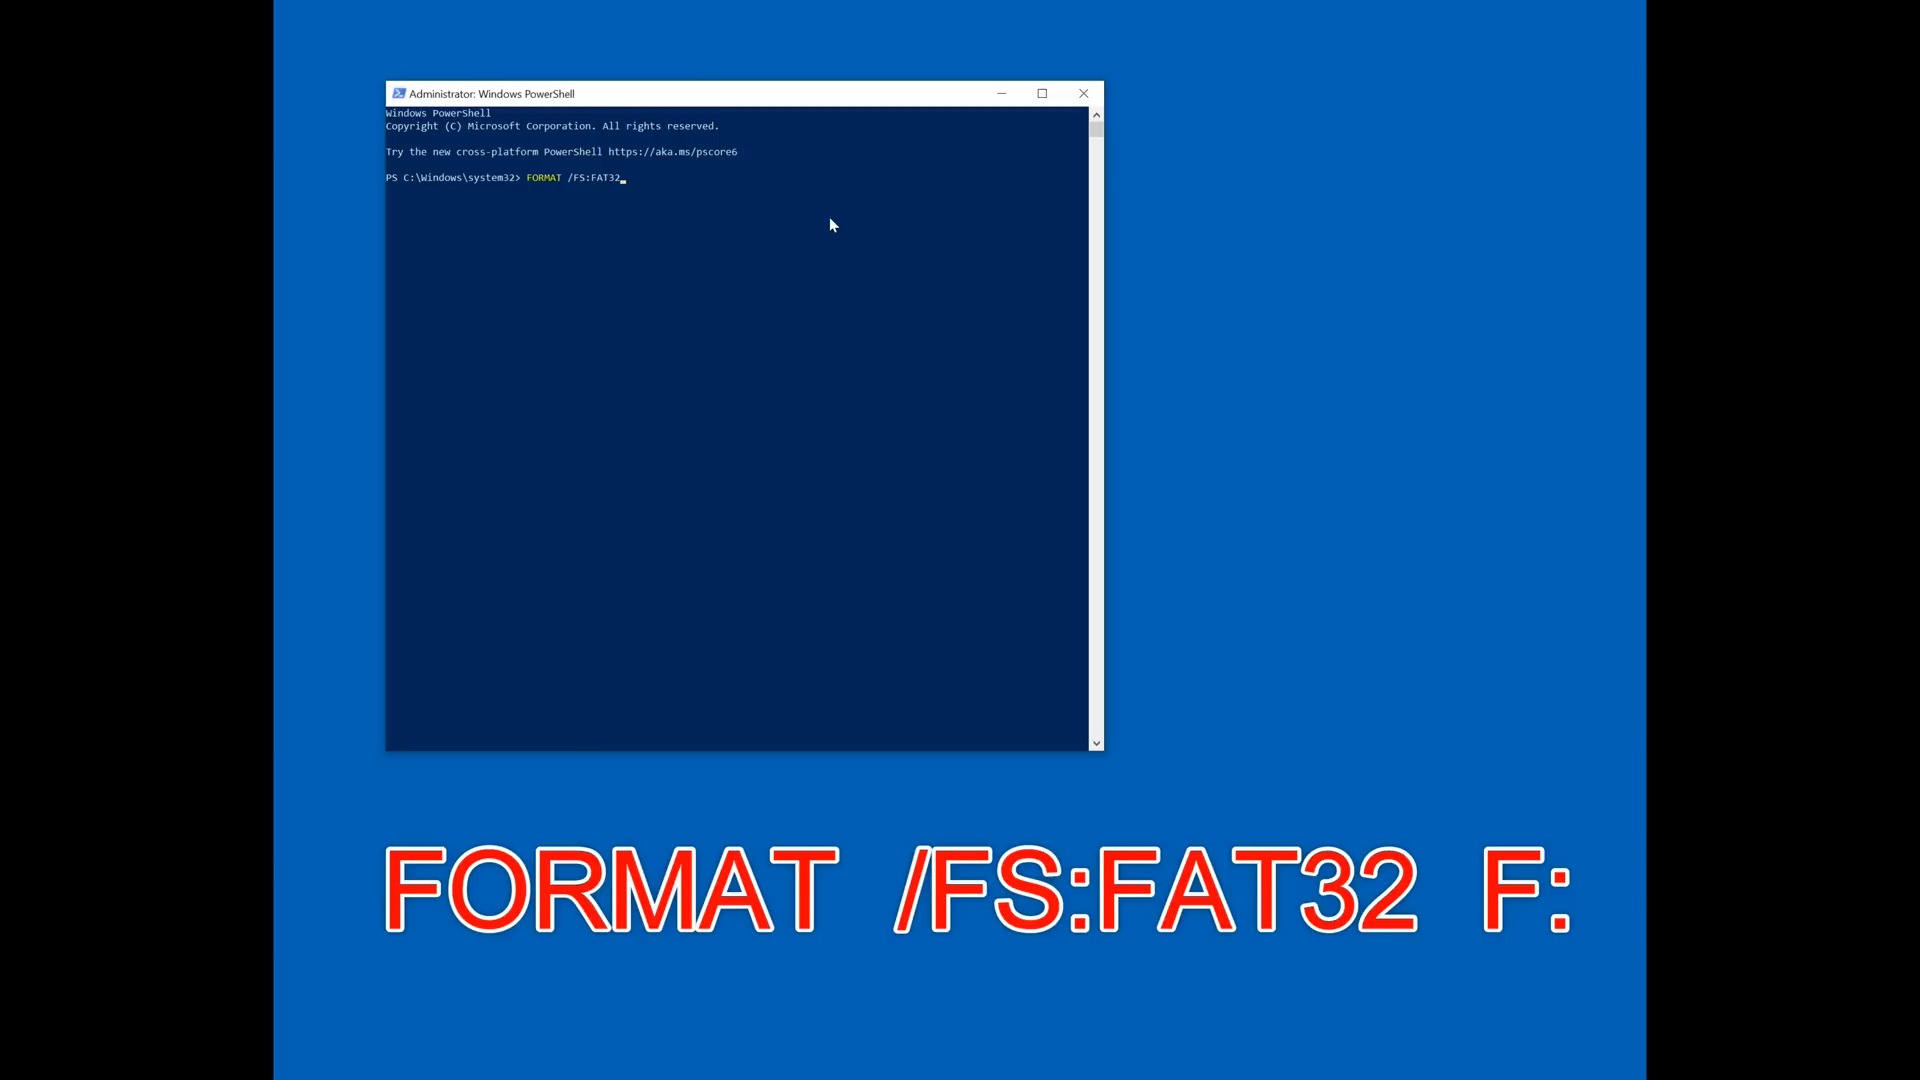 Administrator: Windows PowerShell
Windows PowerShell
Copyright (C) Microsoft Corporation. All rights reserved.
Try the new cross-platform PowerShell https://aka.ms/pscore6
PS C:\Windows\system32> FORMAT /FS:FAT32
FORMAT /FS:FAT32 F: